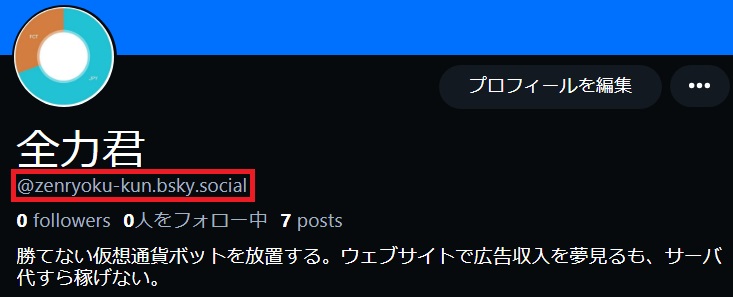 プロフィールを編集
全力君
@zenryoku-kun.bsky.social
0 followers 0人をフォロー中 7 posts
勝てない仮想通貨ボットを放置する。ウェブサイトで広告収入を夢見るも、サーバ
代すら稼げない。